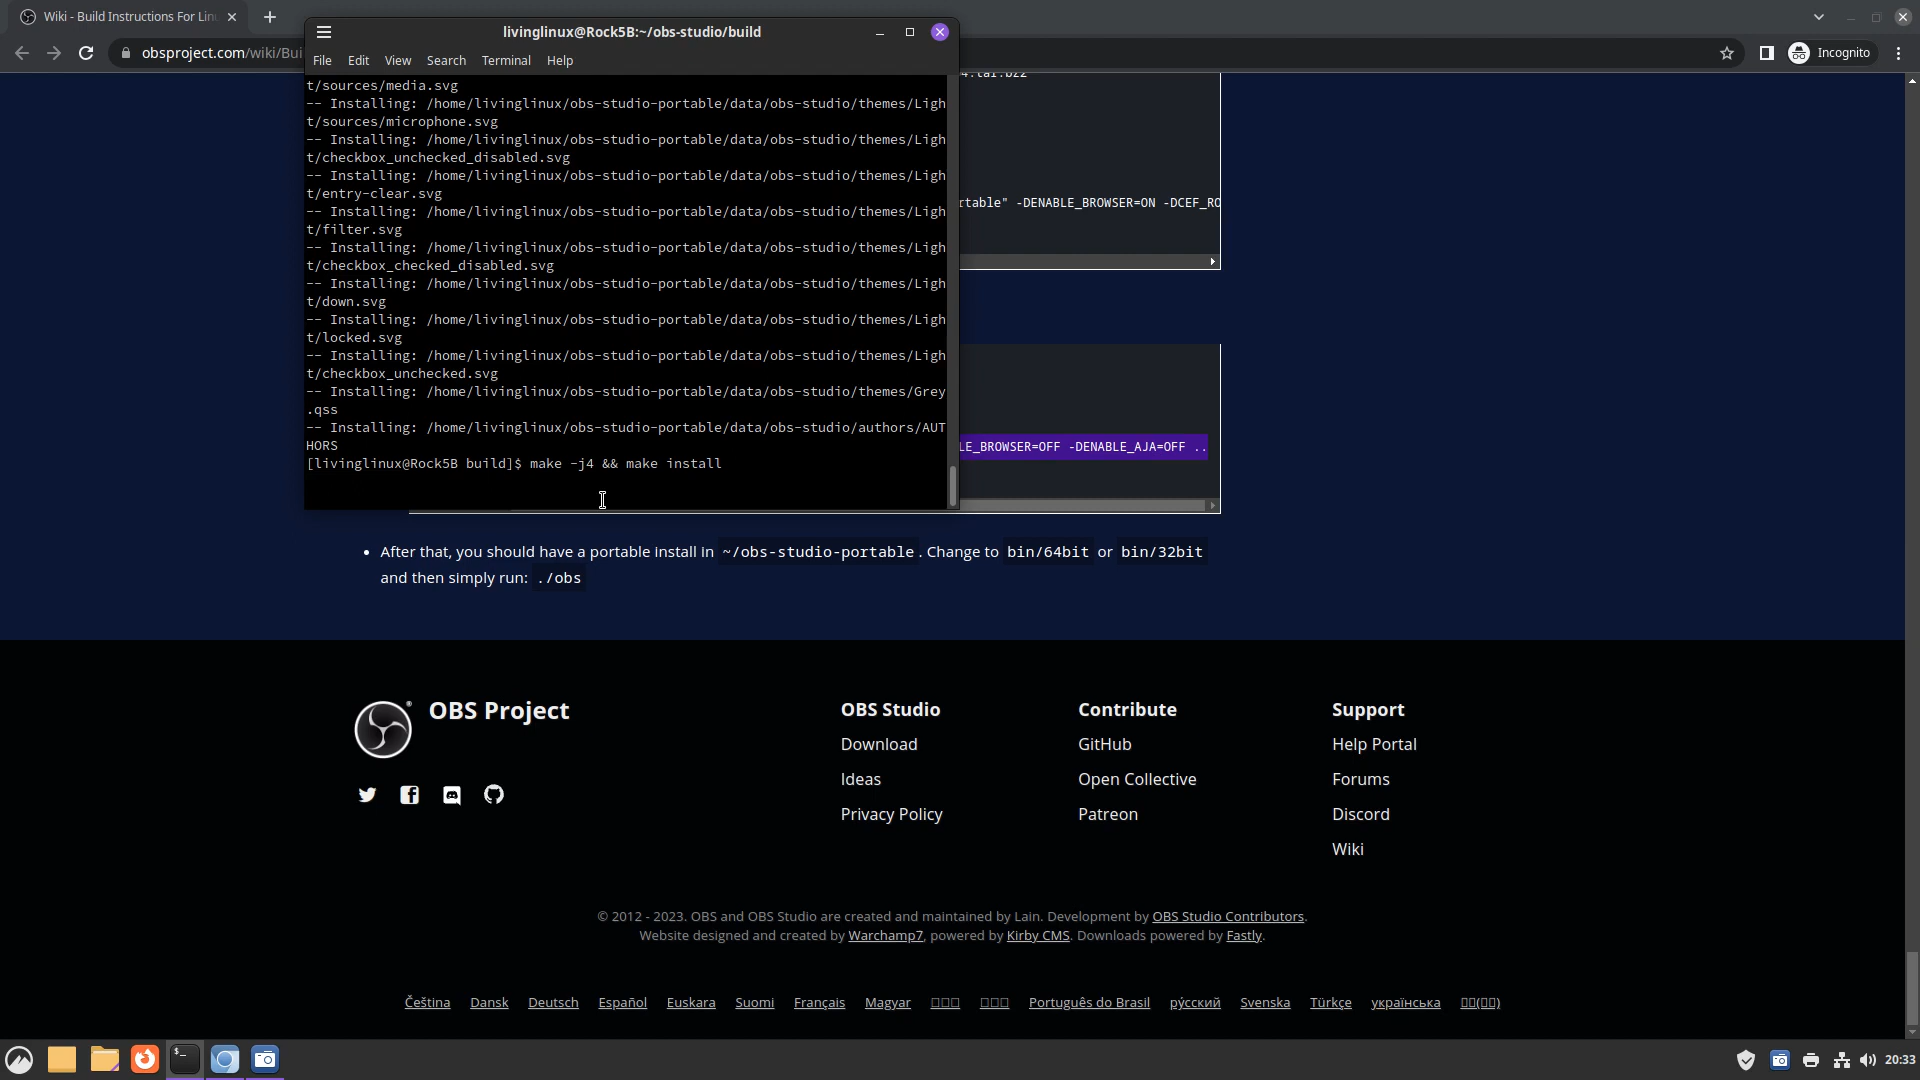 Wiki - Build Instructions For Lin
obsproject.com/wiki/Bui
Incognito
livinglinux@Rock5B:~/obs-studio/build
File Edit View Search Terminal Help
t/sources/media.svg
-- Installing: /home/livinglinux/obs-studio-portable/data/obs-studio/themes/Ligh
t/sources/microphone.svg
-- Installing: /home/livinglinux/obs-studio-portable/data/obs-studio/themes/Ligh
t/checkbox_unchecked_disabled.svg
-- Installing: /home/livinglinux/obs-studio-portable/data/obs-studio/themes/Ligh
t/entry-clear.svg
-- Installing: /home/livinglinux/obs-studio-portable/data/obs-studio/themes/Ligh
t/filter.svg
-- Installing: /home/livinglinux/obs-studio-portable/data/obs-studio/themes/Ligh
t/checkbox_checked_disabled.svg
-- Installing: /home/livinglinux/obs-studio-portable/data/obs-studio/themes/Ligh
t/down.svg
-- Installing: /home/livinglinux/obs-studio-portable/data/obs-studio/themes/Ligh
t/locked.svg
-- Installing: /home/livinglinux/obs-studio-portable/data/obs-studio/themes/Ligh
t/checkbox_unchecked.svg
-- Installing: /home/livinglinux/obs-studio-portable/data/obs-studio/themes/Grey
.qss
-- Installing: /home/livinglinux/obs-studio-portable/data/obs-studio/authors/AUT
HORS
[livinglinux@Rock5B build]$ make -j4 && make install
4.tar.bz2
rtable" -DENABLE_BROWSER=ON -DCEF_RO
LE_BROWSER=OFF -DENABLE_AJA=OFF ..
• After that, you should have a portable install in ~/obs-studio-portable. Change to bin/64bit or bin/32bit
and then simply run: ./obs
OBS Project
OBS Studio
Download
Ideas
Privacy Policy
Contribute
GitHub
Open Collective
Patreon
Support
Help Portal
Forums
Discord
Wiki
© 2012 - 2023. OBS and OBS Studio are created and maintained by Lain. Development by OBS Studio Contributors.
Website designed and created by Warchamp7, powered by Kirby CMS. Downloads powered by Fastly.
Čeština Dansk Deutsch Español Euskara Suomi Français Magyar Português do Brasil ру́сский Svenska Türkçe українська
20:33